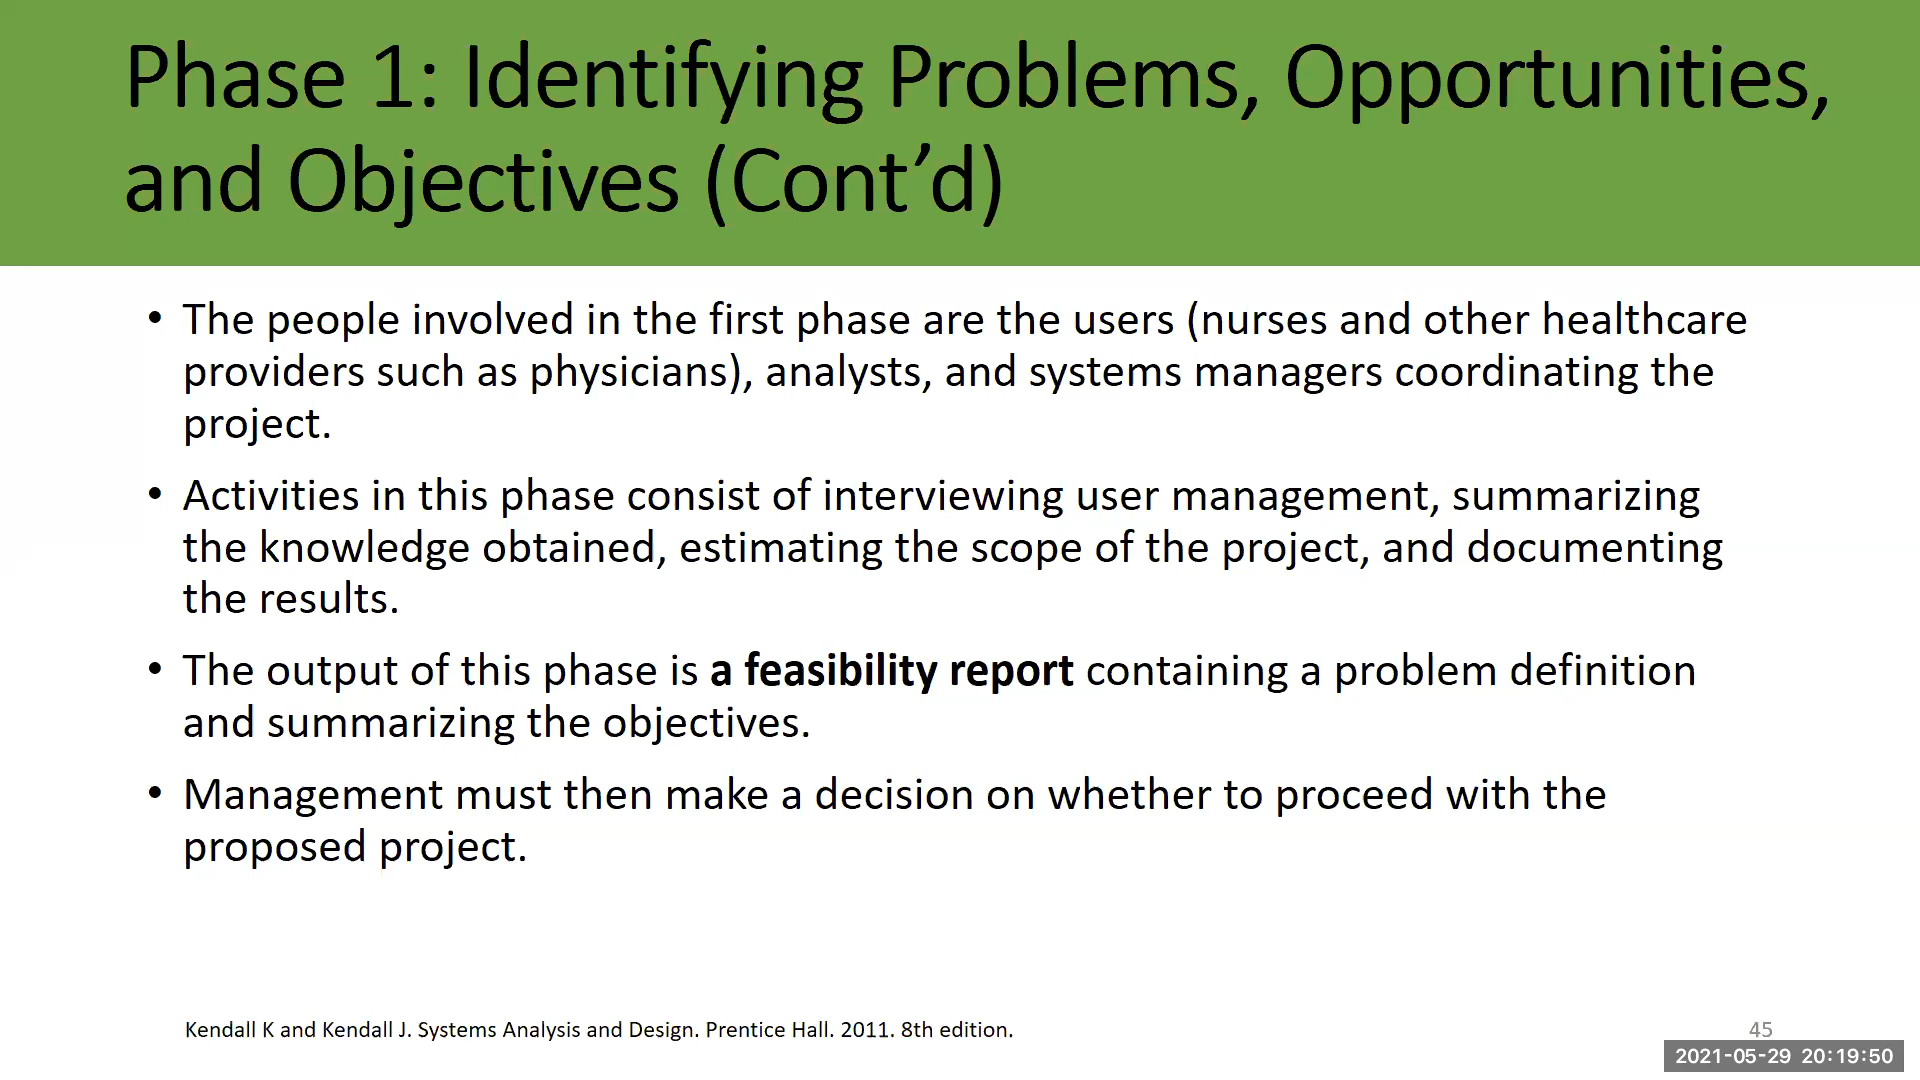 Phase 1: Identifying Problems, Opportunities,
and Objectives (Cont’d)
• The people involved in the first phase are the users (nurses and other healthcare
providers such as physicians), analysts, and systems managers coordinating the
project.
• Activities in this phase consist of interviewing user management, summarizing
the knowledge obtained, estimating the scope of the project, and documenting
the results.
• The output of this phase is a feasibility report containing a problem definition
and summarizing the objectives.
• Management must then make a decision on whether to proceed with the
proposed project.
Kendall K and Kendall J. Systems Analysis and Design. Prentice Hall. 2011. 8th edition.
45
2021-05-29 20:19:50